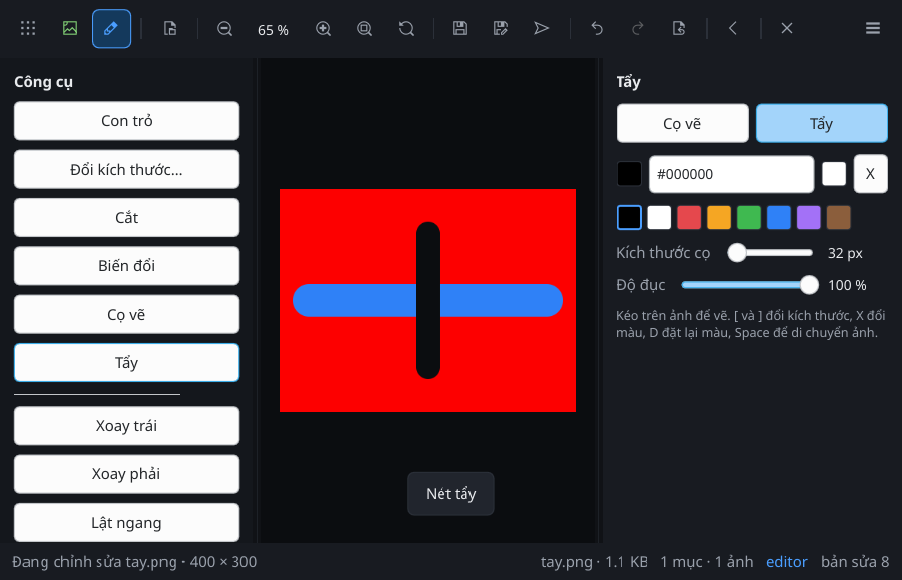 65 %
Công cụ
Con trỏ
Đổi kích thước...
Cắt
Biến đổi
Cọ vẽ
Tẩy
Xoay trái
Xoay phải
Lật ngang
Nét tẩy
Tẩy
Cọ vẽ Tẩy
#000000 X
Kích thước cọ 32 px
Độ đục 100 %
Kéo trên ảnh để vẽ. [ và ] đổi kích thước, X đổi
màu, D đặt lại màu, Space để di chuyển ảnh.
Đang chỉnh sửa tay.png · 400 × 300 tay.png · 1.1 KB 1 mục · 1 ảnh editor bản sửa 8